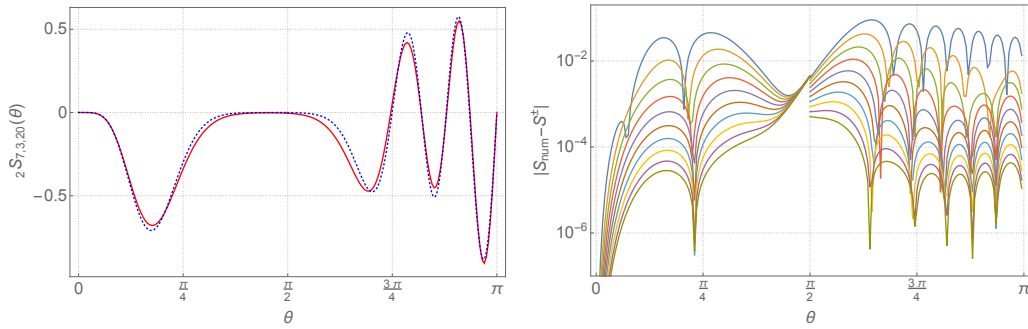 ₂S₇,₃,₂₀(θ)
0.5
0
-0.5
0
π/4
π/2
3π/4
π
θ
|S_num-S^±|
10⁻²
10⁻⁴
10⁻⁶
0
π/4
π/2
3π/4
π
θ